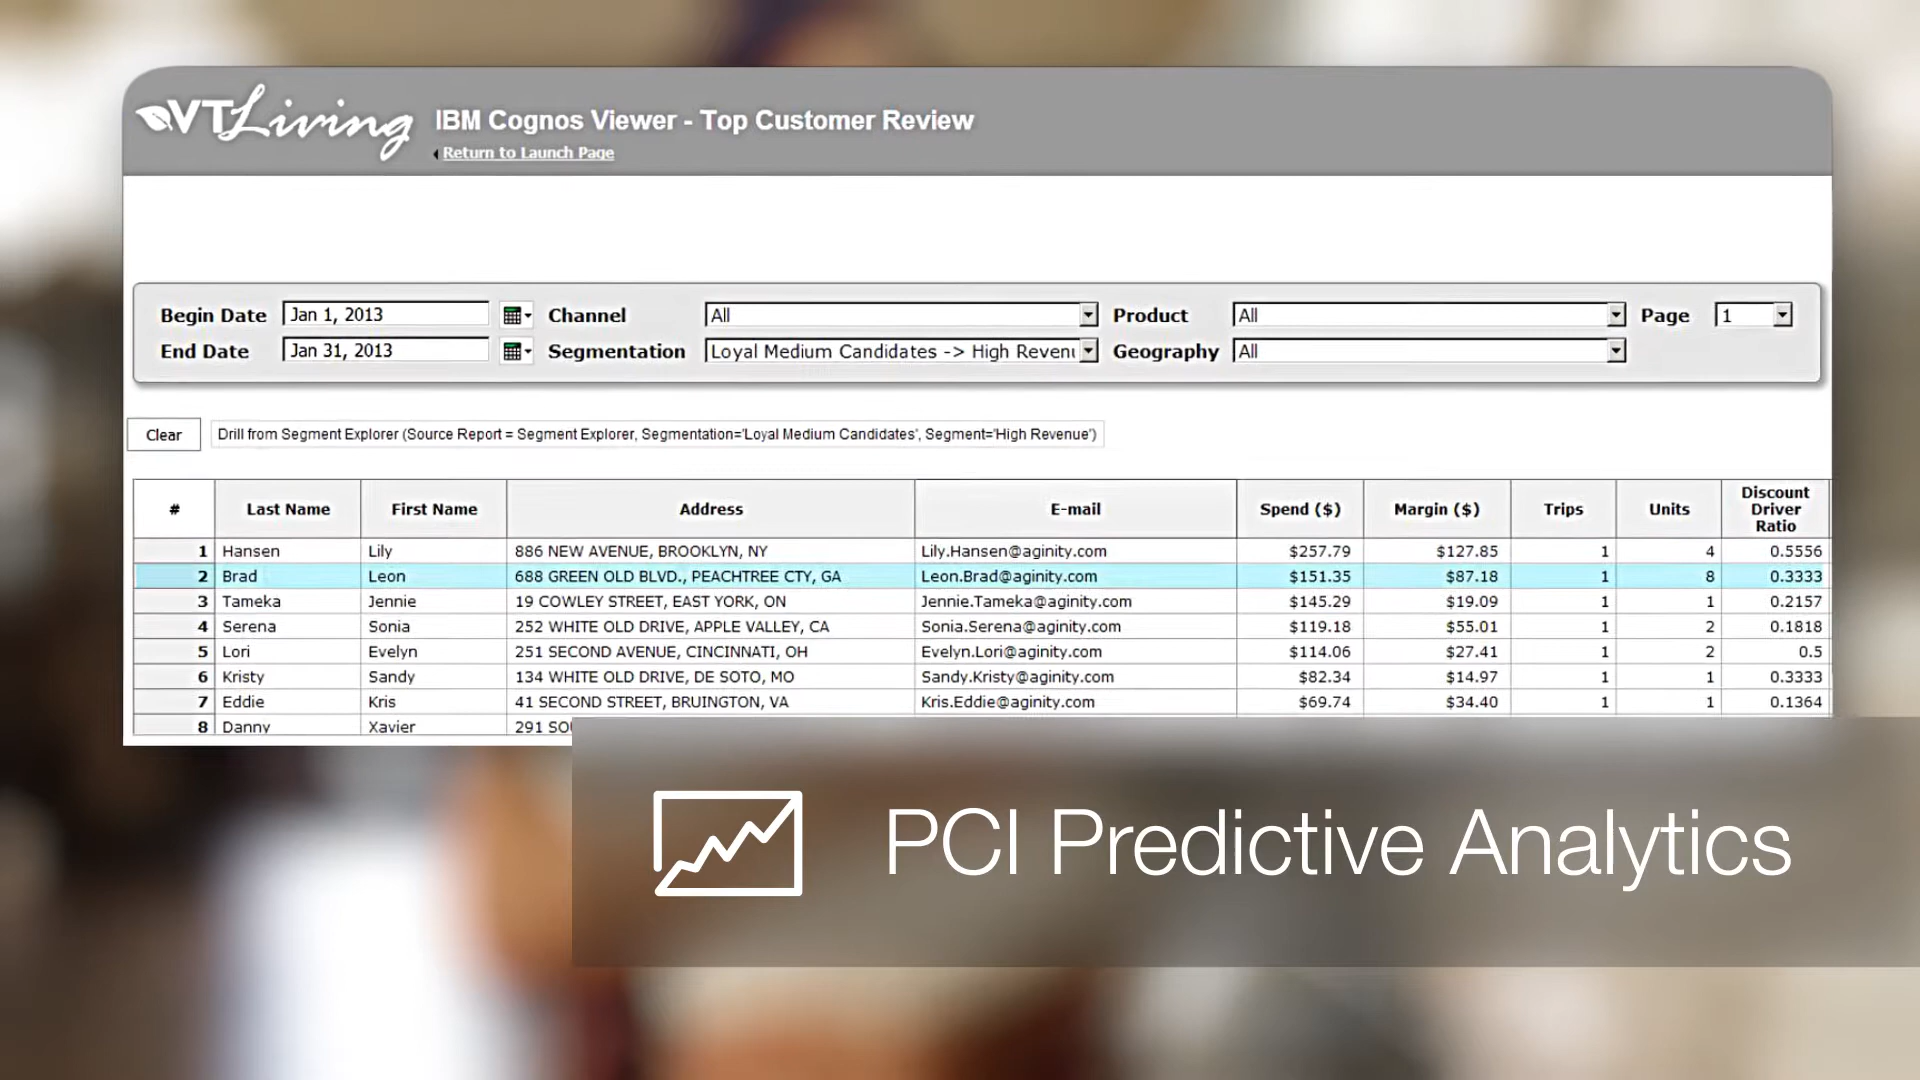 VTLiving
IBM Cognos Viewer - Top Customer Review
Return to Launch Page
Begin Date Jan 1, 2013 Channel All Product All Page 1
End Date Jan 31, 2013 Segmentation Loyal Medium Candidates -> High Revenu Geography All
Clear Drill from Segment Explorer (Source Report = Segment Explorer, Segmentation='Loyal Medium Candidates', Segment='High Revenue')
# Last Name First Name Address E-mail Spend ($) Margin ($) Trips Units Discount Driver Ratio
1 Hansen Lily 886 NEW AVENUE, BROOKLYN, NY Lily.Hansen@aginity.com $257.79 $127.85 1 4 0.5556
2 Brad Leon 688 GREEN OLD BLVD., PEACHTREE CTY, GA Leon.Brad@aginity.com $151.35 $87.18 1 8 0.3333
3 Tameka Jennie 19 COWLEY STREET, EAST YORK, ON Jennie.Tameka@aginity.com $145.29 $19.09 1 1 0.2157
4 Serena Sonia 252 WHITE OLD DRIVE, APPLE VALLEY, CA Sonia.Serena@aginity.com $119.18 $55.01 1 2 0.1818
5 Lori Evelyn 251 SECOND AVENUE, CINCINNATI, OH Evelyn.Lori@aginity.com $114.06 $27.41 1 2 0.5
6 Kristy Sandy 134 WHITE OLD DRIVE, DE SOTO, MO Sandy.Kristy@aginity.com $82.34 $14.97 1 1 0.3333
7 Eddie Kris 41 SECOND STREET, BRUINGTON, VA Kris.Eddie@aginity.com $69.74 $34.40 1 1 0.1364
8 Danny Xavier 291 SOU
PCI Predictive Analytics